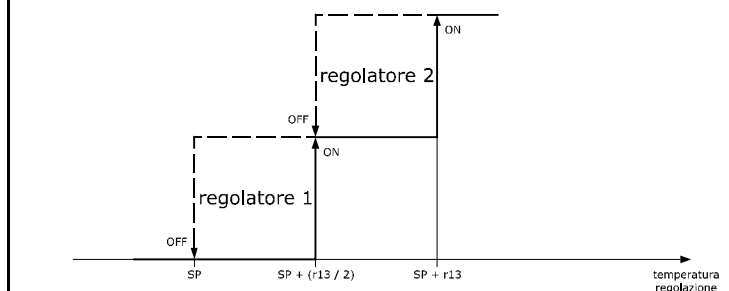 ON
regolatore 2
OFF
ON
regolatore 1
OFF
SP
SP + (r13 / 2)
SP + r13
temperatura
regolazione